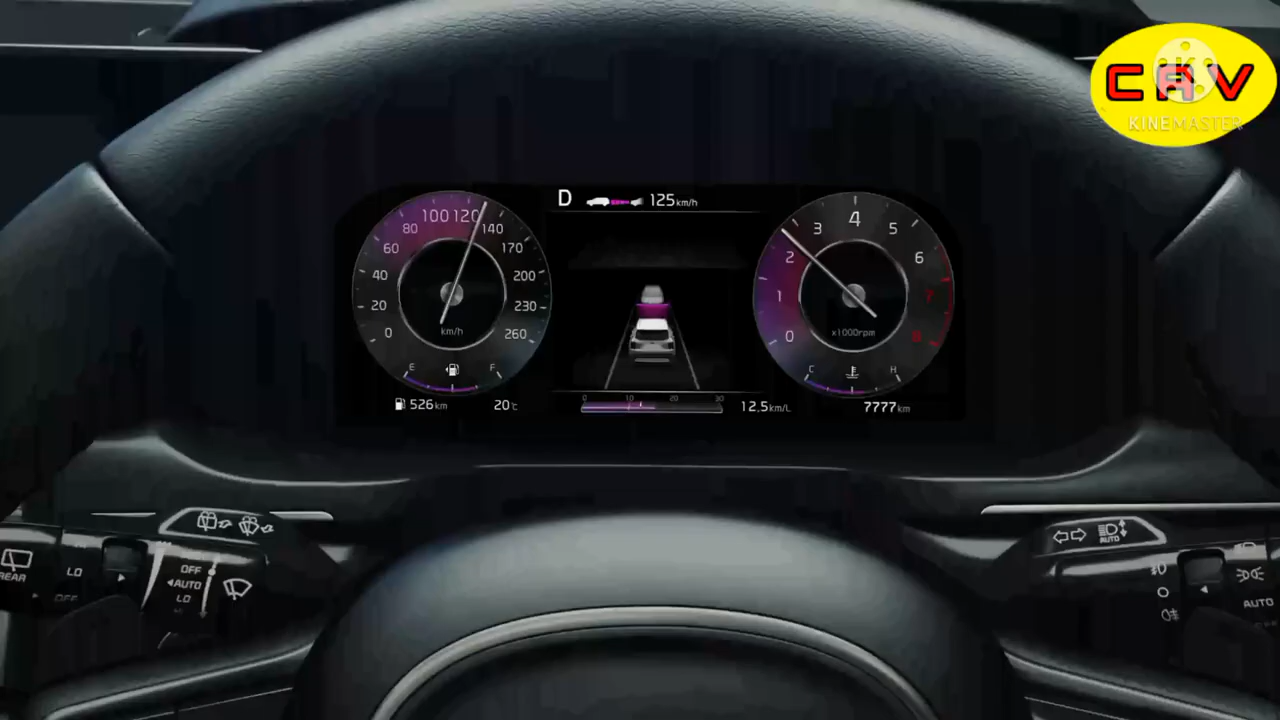 CAV
KINEMASTER
D 125km/h
0 20 40 60 80 100 120 140 170 200 230 260
km/h
E F
526km 20℃
0 10 20 30
12,5km/L
0 1 2 3 4 5 6 7 8
x1000rpm
C H
7777km
REAR
LO
OFF
OFF
AUTO
LO
AUTO
AUTO